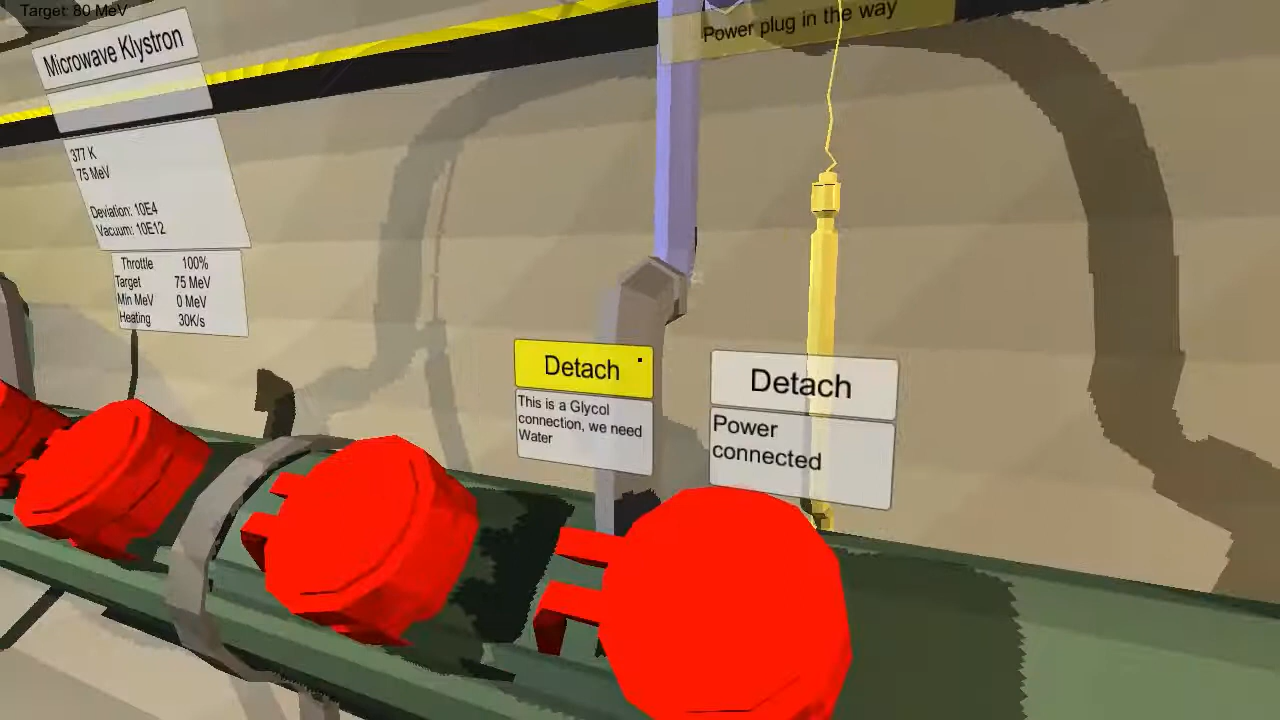 Target: 80 MeV
Power plug in the way
Microwave Klystron
377 K
75 MeV
Deviation: 10E4
Vacuum: 10E12
Throttle 100%
Target 75 MeV
Min MeV 0 MeV
Heating 30K/s
Detach
This is a Glycol
connection, we need
Water
Detach
Power
connected